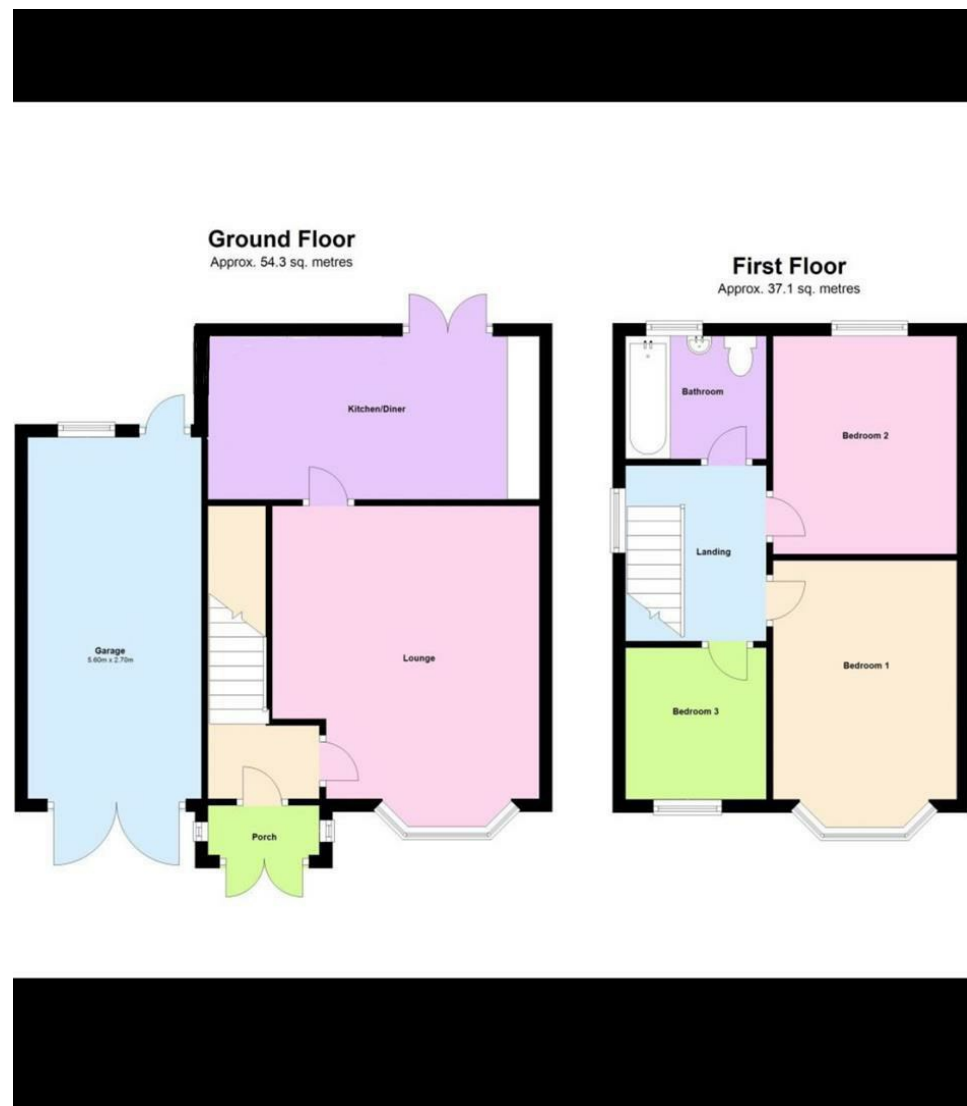 Ground Floor
Approx. 54.3 sq. metres
Kitchen/Diner
Garage
5.60m x 2.70m
Lounge
Porch
First Floor
Approx. 37.1 sq. metres
Bathroom
Bedroom 2
Landing
Bedroom 1
Bedroom 3